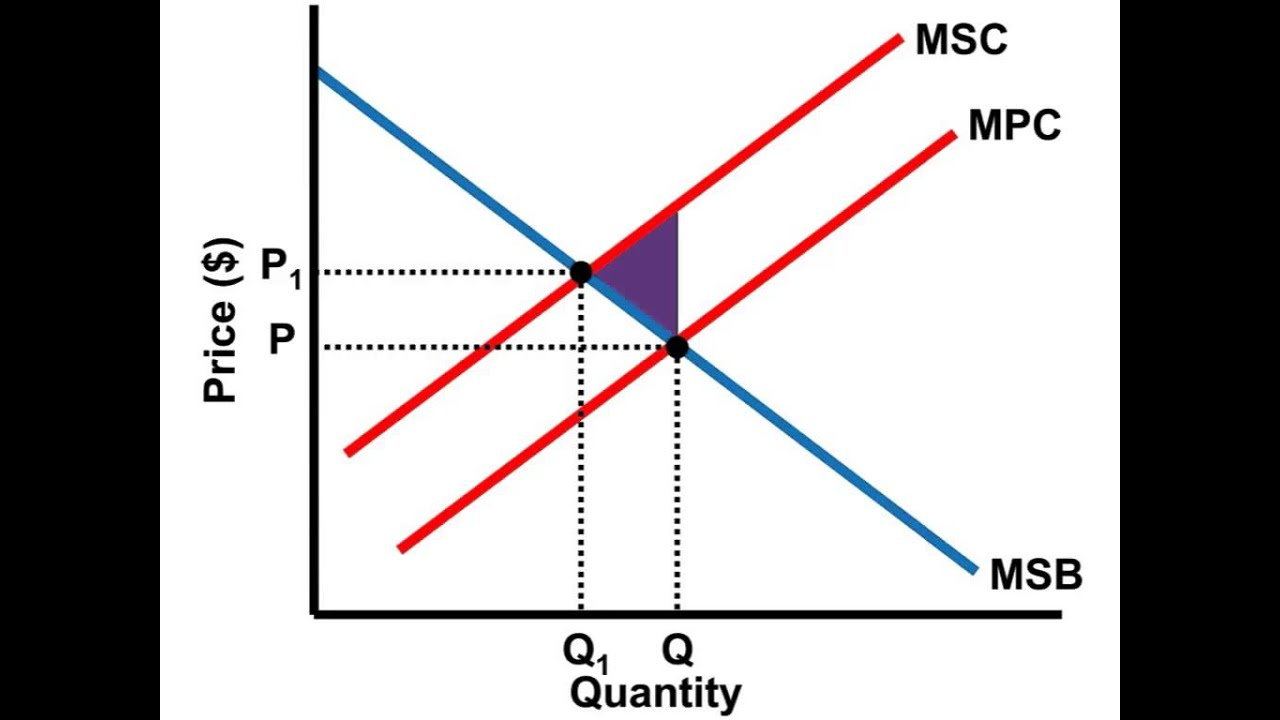 MSC
MPC
Price ($)
P₁
P
MSB
Q₁
Q
Quantity